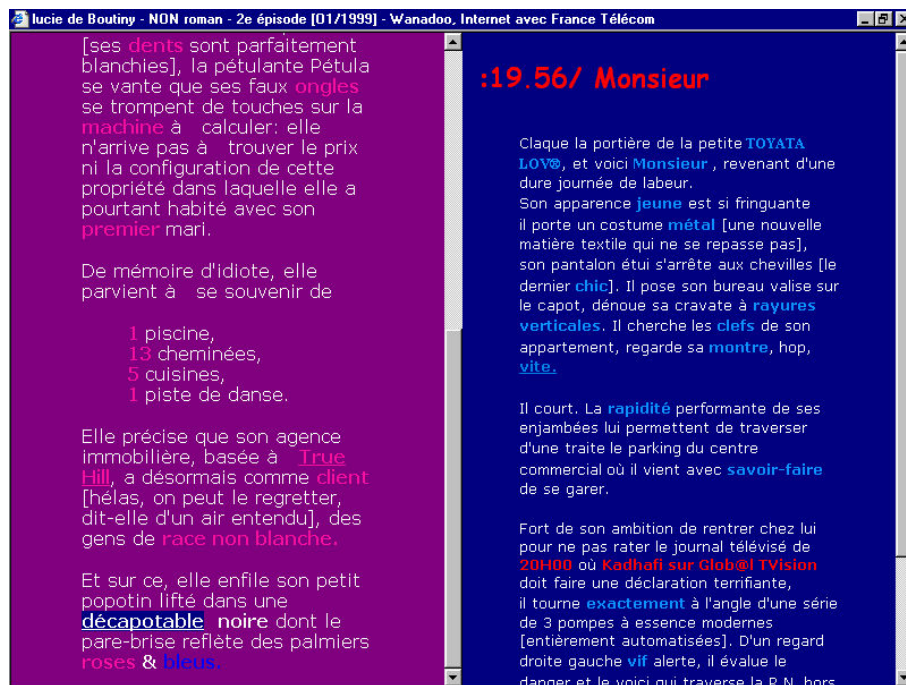 lucie de Boutiny - NON roman - 2e épisode [01/1999] - Wanadoo, Internet avec France Télécom
[ses dents sont parfaitement
blanchies], la pétulante Pétula
se vante que ses faux ongles
se trompent de touches sur la
machine à calculer: elle
n'arrive pas à trouver le prix
ni la configuration de cette
propriété dans laquelle elle a
pourtant habité avec son
premier mari.
De mémoire d'idiote, elle
parvient à se souvenir de
1 piscine,
13 cheminées,
5 cuisines,
1 piste de danse.
Elle précise que son agence
immobilière, basée à True
Hill, a désormais comme client
[hélas, on peut le regretter,
dit-elle d'un air entendu], des
gens de race non blanche.
Et sur ce, elle enfile son petit
popotin lifté dans une
décapotable noire dont le
pare-brise reflète des palmiers
roses & bleus.
:19.56/ Monsieur
Claque la portière de la petite TOYATA
LOV®, et voici Monsieur , revenant d'une
dure journée de labeur.
Son apparence jeune est si fringuante
il porte un costume métal [une nouvelle
matière textile qui ne se repasse pas],
son pantalon étui s'arrête aux chevilles [le
dernier chic]. Il pose son bureau valise sur
le capot, dénoue sa cravate à rayures
verticales. Il cherche les clefs de son
appartement, regarde sa montre, hop,
vite.
Il court. La rapidité performante de ses
enjambées lui permettent de traverser
d'une traite le parking du centre
commercial où il vient avec savoir-faire
de se garer.
Fort de son ambition de rentrer chez lui
pour ne pas rater le journal télévisé de
20H00 où Kadhafi sur Glob@l TVision
doit faire une déclaration terrifiante,
il tourne exactement à l'angle d'une série
de 3 pompes à essence modernes
[entièrement automatisées]. D'un regard
droite gauche vif alerte, il évalue le
danger et le voici qui traverse la R.N. hors